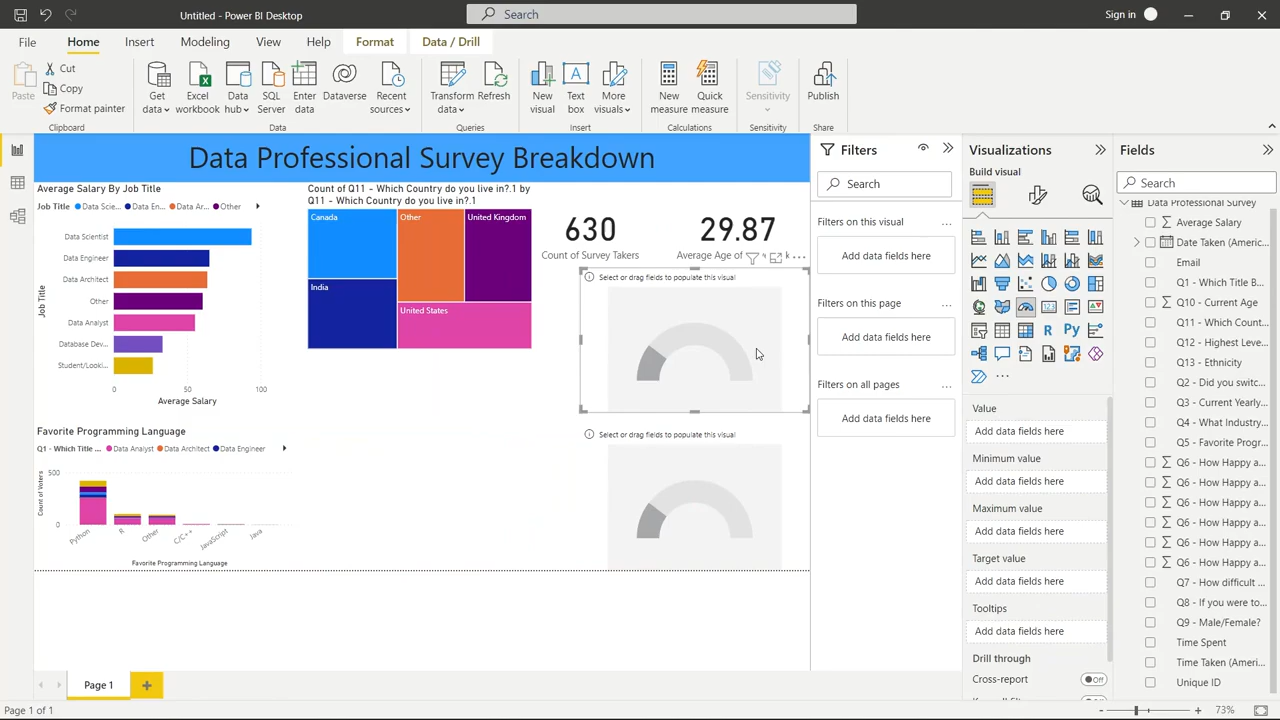 Untitled - Power BI Desktop
Search
Sign in
File
Home
Insert
Modeling
View
Help
Format
Data / Drill
Paste
Cut
Copy
Format painter
Get data
Excel workbook
Data hub
SQL Server
Enter data
Dataverse
Recent sources
Transform data
Refresh
New visual
Text box
More visuals
New measure
Quick measure
Sensitivity
Publish
Clipboard
Data
Queries
Insert
Calculations
Sensitivity
Share
Data Professional Survey Breakdown
Average Salary By Job Title
Job Title
Data Scie...
Data En...
Data Ar...
Other
Data Scientist
Data Engineer
Data Architect
Other
Data Analyst
Database Dev...
Student/Looki...
Job Title
0
50
100
Average Salary
Count of Q11 - Which Country do you live in?.1 by
Q11 - Which Country do you live in?.1
Canada
Other
United Kingdom
India
United States
630
Count of Survey Takers
29.87
Average Age of
Select or drag fields to populate this visual
Select or drag fields to populate this visual
Favorite Programming Language
Q1 - Which Title ...
Data Analyst
Data Architect
Data Engineer
Count of Voters
500
0
Python
R
Other
C/C++
JavaScript
Java
Favorite Programming Language
Filters
Search
Filters on this visual
...
Add data fields here
Filters on this page
...
Add data fields here
Filters on all pages
...
Add data fields here
Visualizations
Build visual
R
Py
...
Value
Add data fields here
Minimum value
Add data fields here
Maximum value
Add data fields here
Target value
Add data fields here
Tooltips
Add data fields here
Drill through
Cross-report
Off
Fields
Search
Data Professional Survey
Average Salary
Date Taken (Americ...
Email
Q1 - Which Title B...
Q10 - Current Age
Q11 - Which Count...
Q12 - Highest Leve...
Q13 - Ethnicity
Q2 - Did you switc...
Q3 - Current Yearly...
Q4 - What Industry...
Q5 - Favorite Progr...
Q6 - How Happy a...
Q6 - How Happy a...
Q6 - How Happy a...
Q6 - How Happy a...
Q6 - How Happy a...
Q6 - How Happy a...
Q7 - How difficult ...
Q8 - If you were to...
Q9 - Male/Female?
Time Spent
Time Taken (Ameri...
Unique ID
Page 1
Page 1 of 1
73%